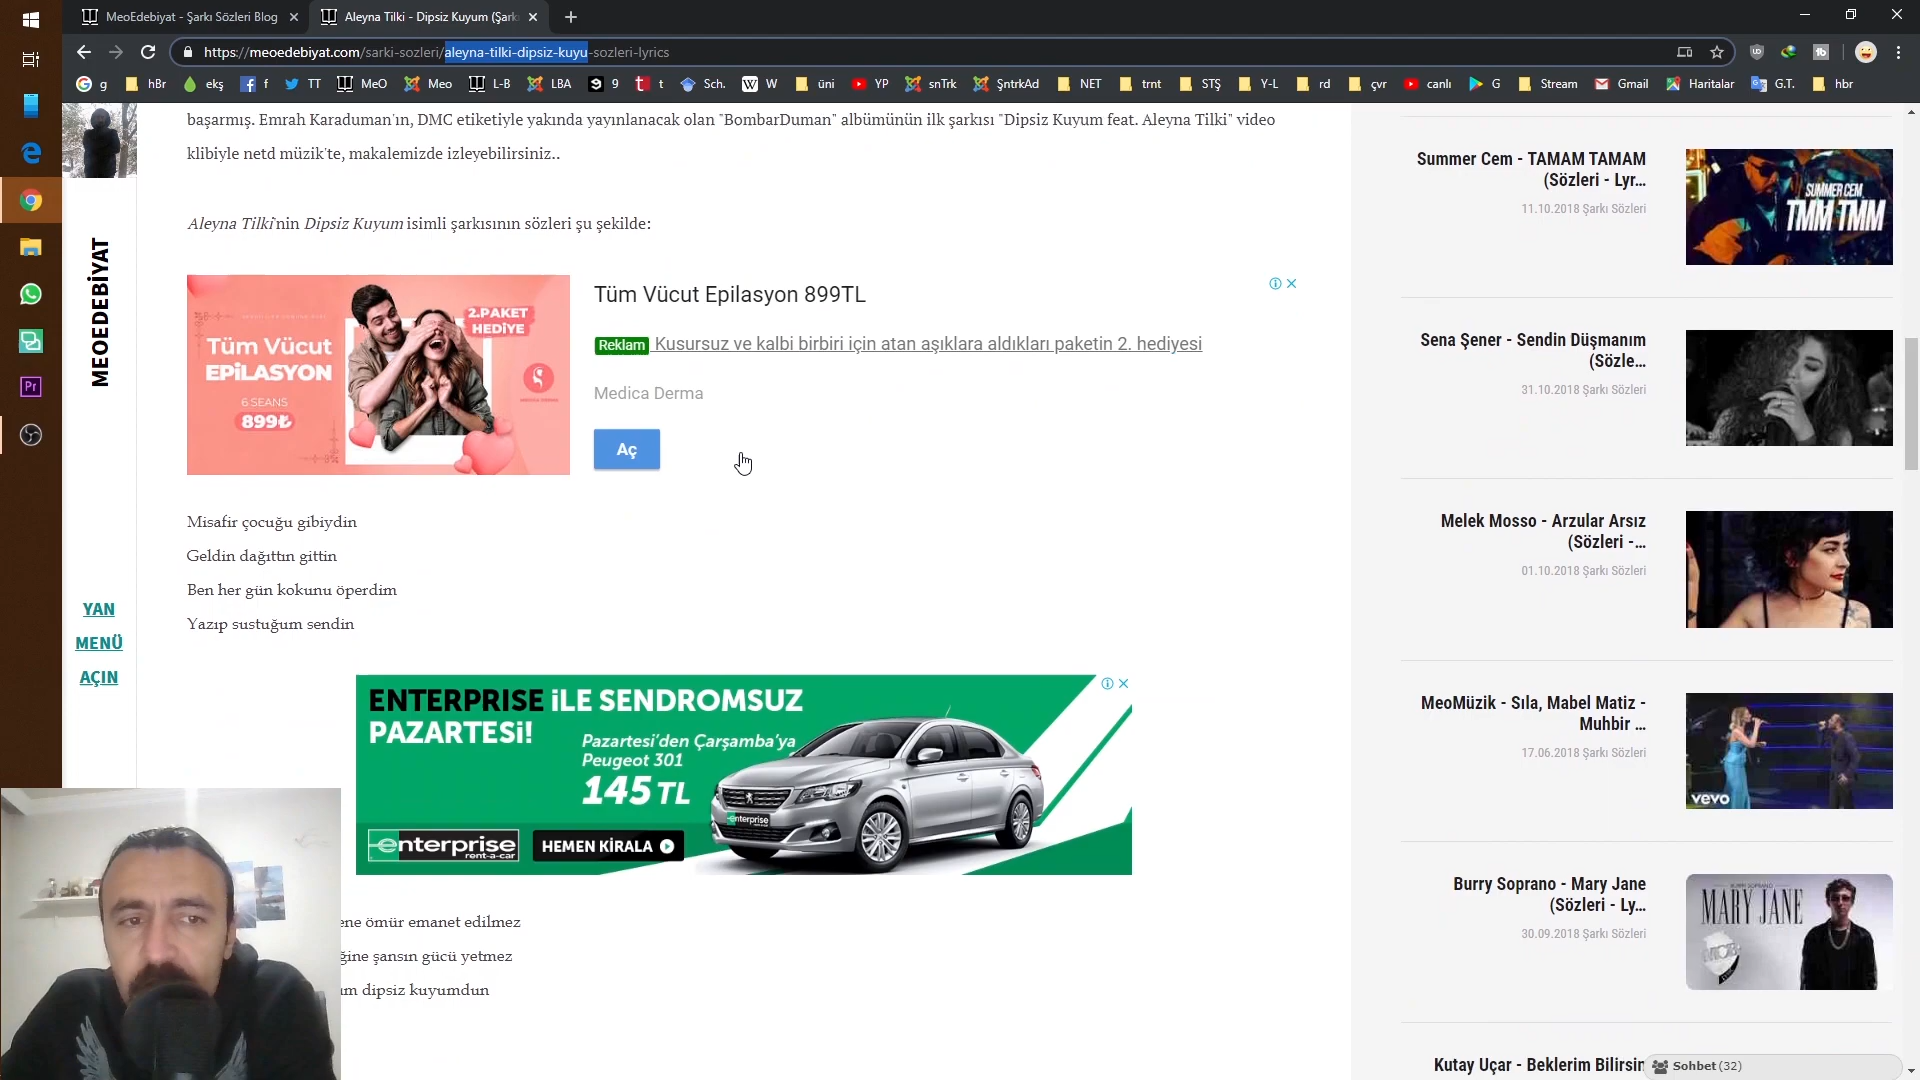 MeoEdebiyat - Şarkı Sözleri Blog
Aleyna Tilki - Dipsiz Kuyum (Şark
https://meoedebiyat.com/sarki-sozleri/aleyna-tilki-dipsiz-kuyu-sozleri-lyrics
g
hBr
ekş
f
TT
MeO
Meo
L-B
LBA
9
t
Sch.
W
üni
YP
snTrk
ŞntrkAd
NET
trnt
STŞ
Y-L
rd
çvr
canlı
G
Stream
Gmail
Haritalar
G.T.
hbr
MEOEDEBİYAT
YAN
MENÜ
AÇIN
başarmış. Emrah Karaduman'ın, DMC etiketiyle yakında yayınlanacak olan "BombarDuman" albümünün ilk şarkısı "Dipsiz Kuyum feat. Aleyna Tilki" video
klibiyle netd müzik'te, makalemizde izleyebilirsiniz..
Aleyna Tilki'nin Dipsiz Kuyum isimli şarkısının sözleri şu şekilde:
Tüm Vücut
EPİLASYON
6 SEANS
899₺
2.PAKET
HEDİYE
Tüm Vücut Epilasyon 899TL
Reklam Kusursuz ve kalbi birbiri için atan aşıklara aldıkları paketin 2. hediyesi
Medica Derma
Aç
Misafir çocuğu gibiydin
Geldin dağıttın gittin
Ben her gün kokunu öperdim
Yazıp sustuğum sendin
ENTERPRISE iLE SENDROMSUZ
PAZARTESi!
Pazartesi'den Çarşamba'ya
Peugeot 301
145 TL
enterprise
rent-a-car
HEMEN KİRALA
enterprise
ene ömür emanet edilmez
ğine şansın gücü yetmez
ım dipsiz kuyumdun
Summer Cem - TAMAM TAMAM
(Sözleri - Lyr...
11.10.2018 Şarkı Sözleri
SUMMER CEM
TMM TMM
Sena Şener - Sendin Düşmanım
(Sözle...
31.10.2018 Şarkı Sözleri
Melek Mosso - Arzular Arsız
(Sözleri -...
01.10.2018 Şarkı Sözleri
MeoMüzik - Sıla, Mabel Matiz -
Muhbir ...
17.06.2018 Şarkı Sözleri
vevo
Burry Soprano - Mary Jane
(Sözleri - Ly...
30.09.2018 Şarkı Sözleri
BURRY SOPRANO
MARY JANE
Kutay Uçar - Beklerim Bilirsin
Sohbet (32)
Pr